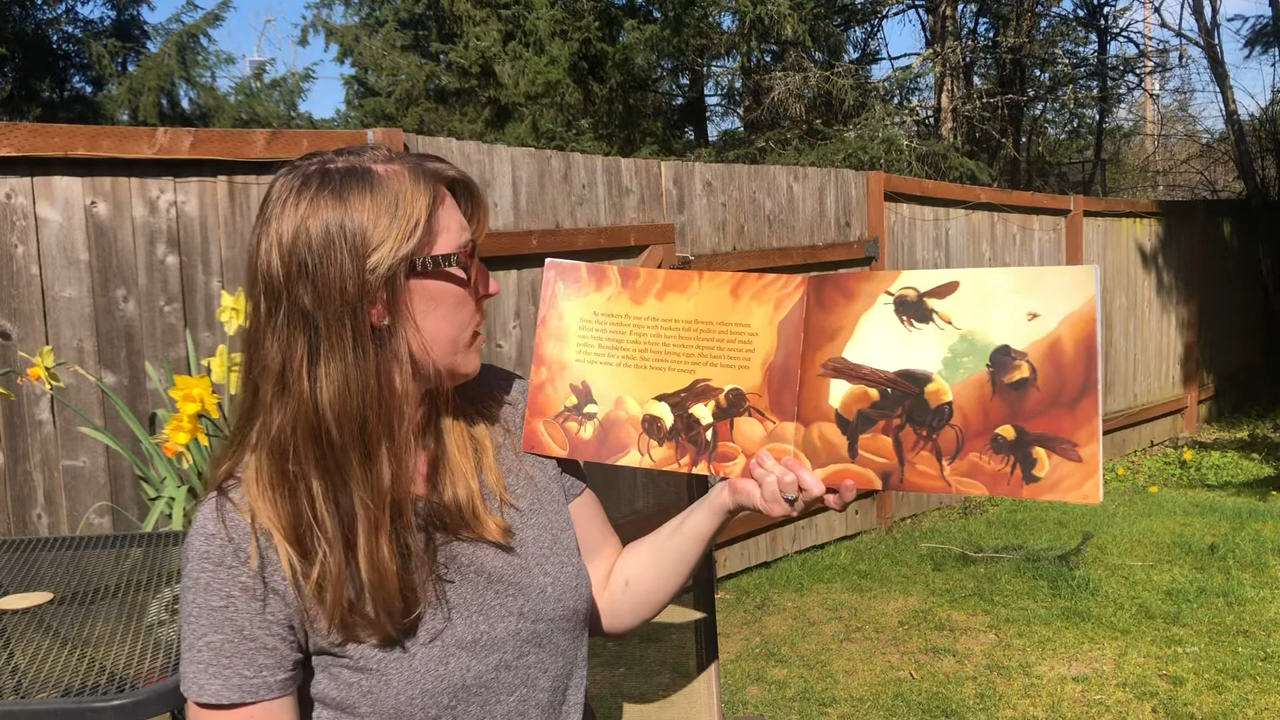 As workers fly out of the nest to visit flowers, others return
from their outdoor trips with baskets full of pollen and honey sacs
filled with nectar. Empty cells have been cleaned out and made
into little storage tanks where the workers deposit the nectar and
pollen. Bumblebee is still busy laying eggs. She hasn't been out
of the nest for a while. She crawls over to one of the honey pots
and sips some of the thick honey for energy.